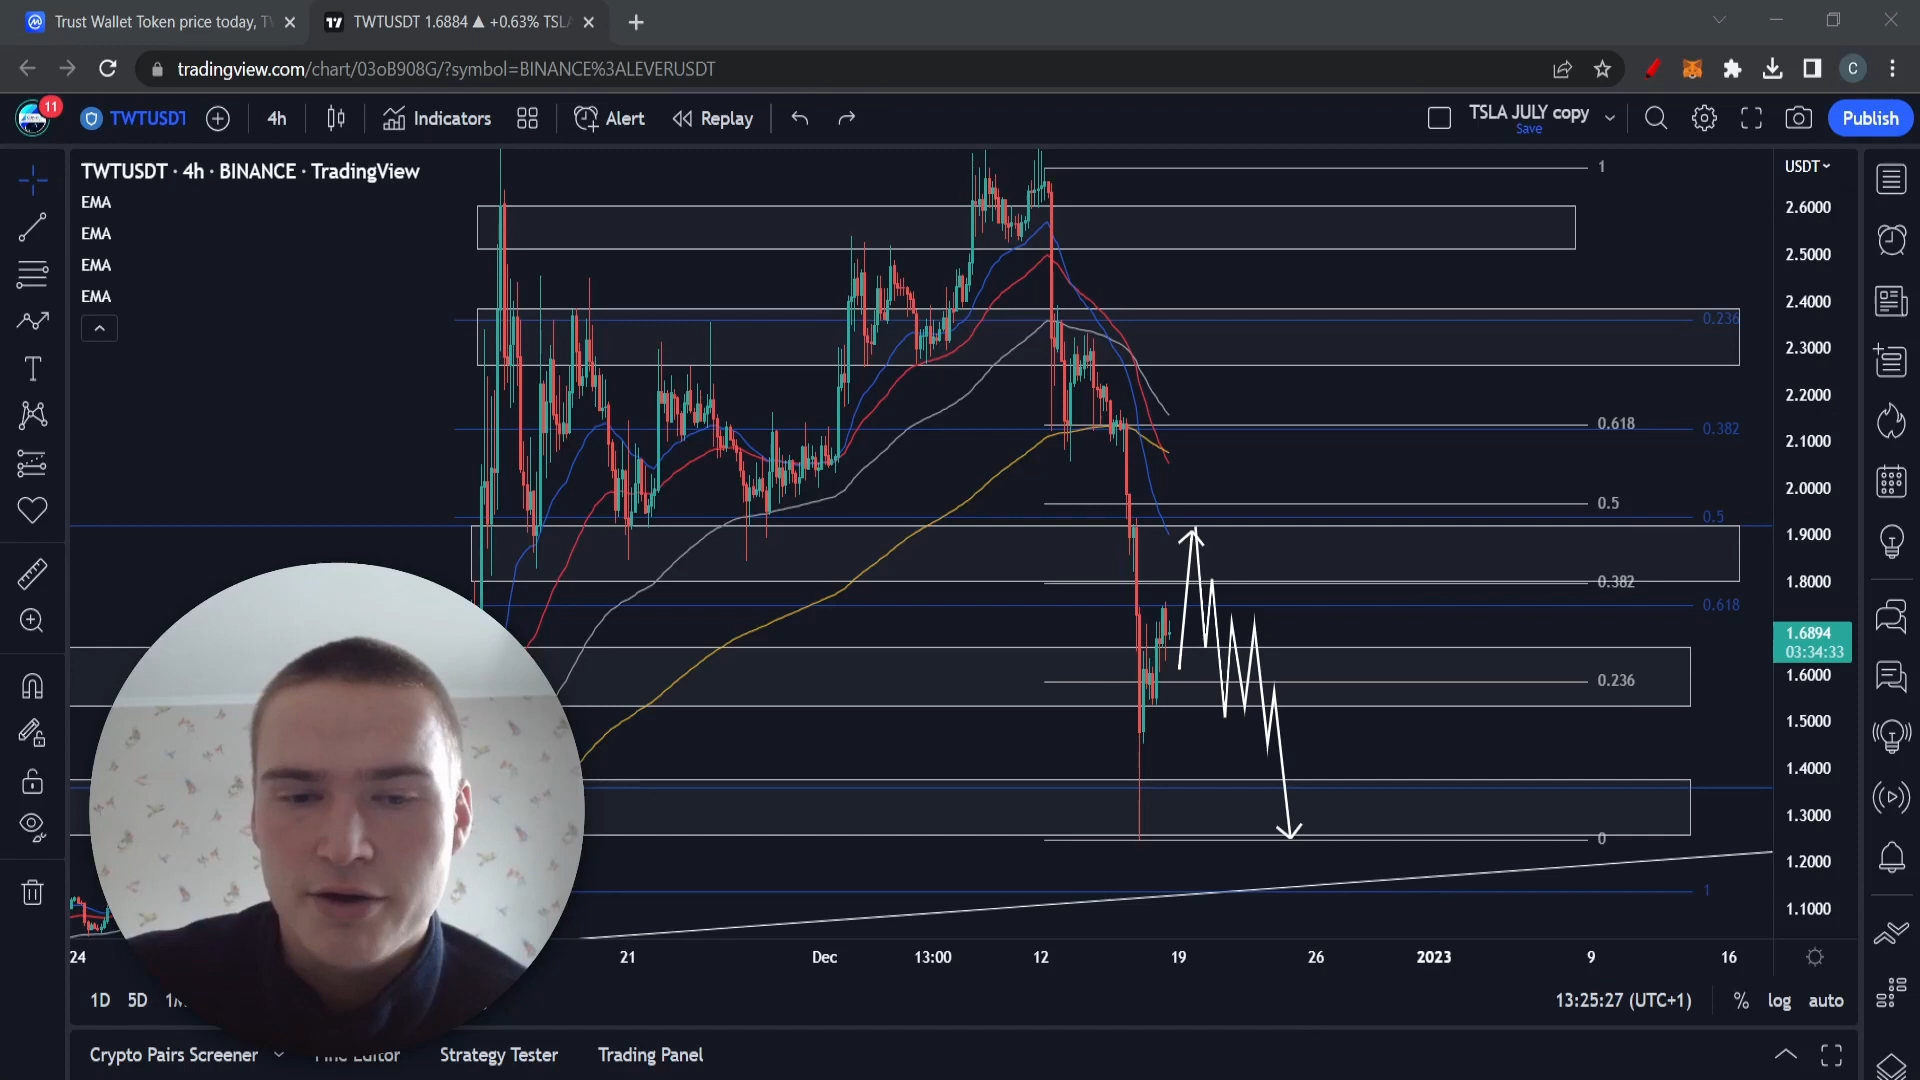 Trust Wallet Token price today, TV
TWTUSDT 1.6884 ▲ +0.63% TSLA
tradingview.com/chart/03oB908G/?symbol=BINANCE%3ALEVERUSDT
C
11
TWTUSDT
4h
Indicators
Alert
Replay
TSLA JULY copy
Save
Publish
TWTUSDT · 4h · BINANCE · TradingView
EMA
EMA
EMA
EMA
USDT
1
0.236
0.618
0.382
0.5
0.5
0.382
0.618
0.236
0
1
2.6000
2.5000
2.4000
2.3000
2.2000
2.1000
2.0000
1.9000
1.8000
1.6894
03:34:33
1.6000
1.5000
1.4000
1.3000
1.2000
1.1000
24
21
Dec
13:00
12
19
26
2023
9
16
1D
5D
13:25:27 (UTC+1)
%
log
auto
Crypto Pairs Screener
Editor
Strategy Tester
Trading Panel